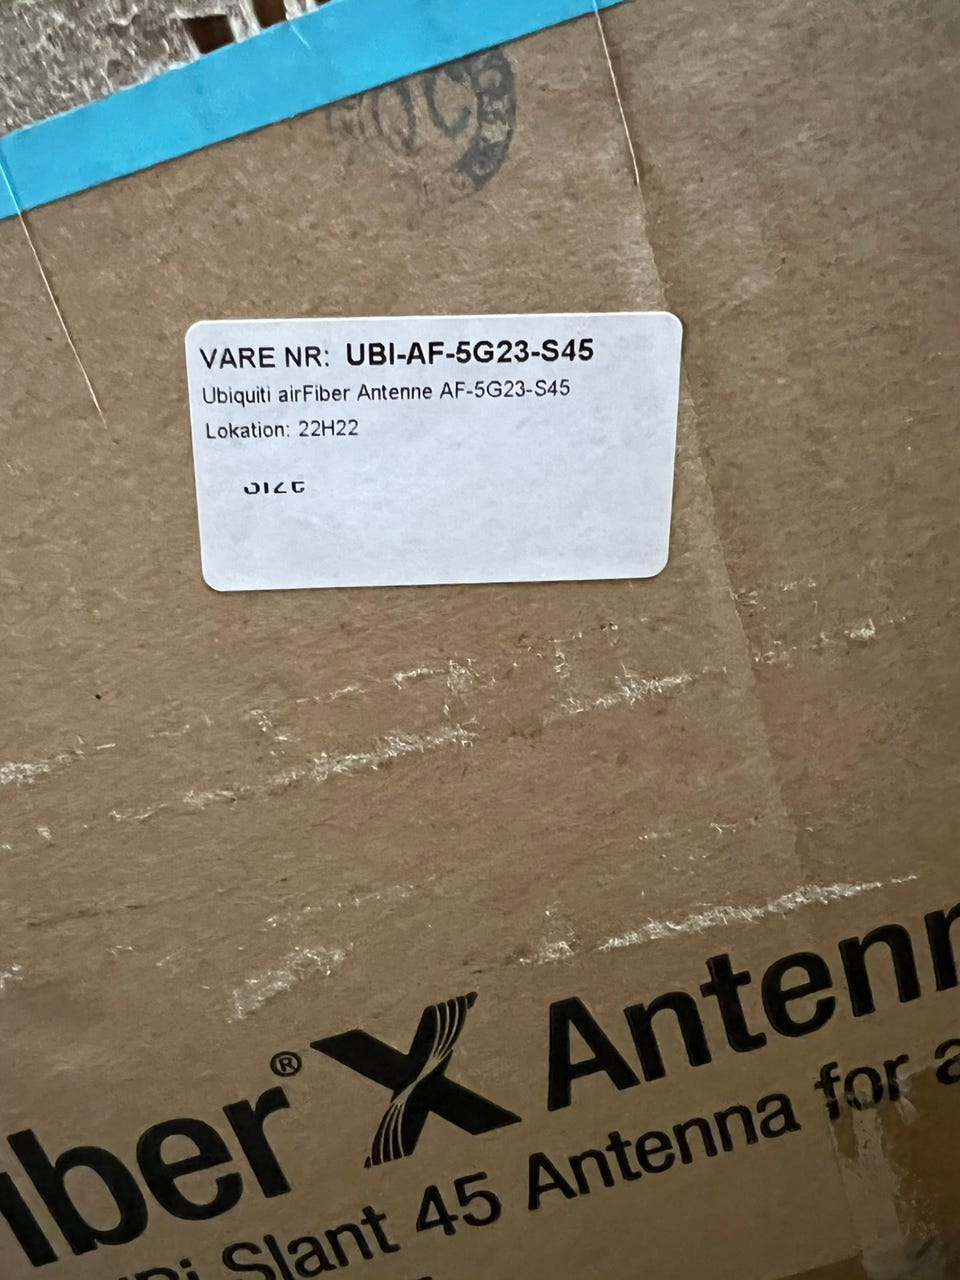 VARE NR: UBI-AF-5G23-S45
Ubiquiti airFiber Antenne AF-5G23-S45
Lokation: 22H22
iber® X Antenn
Bi Slant 45 Antenna for a